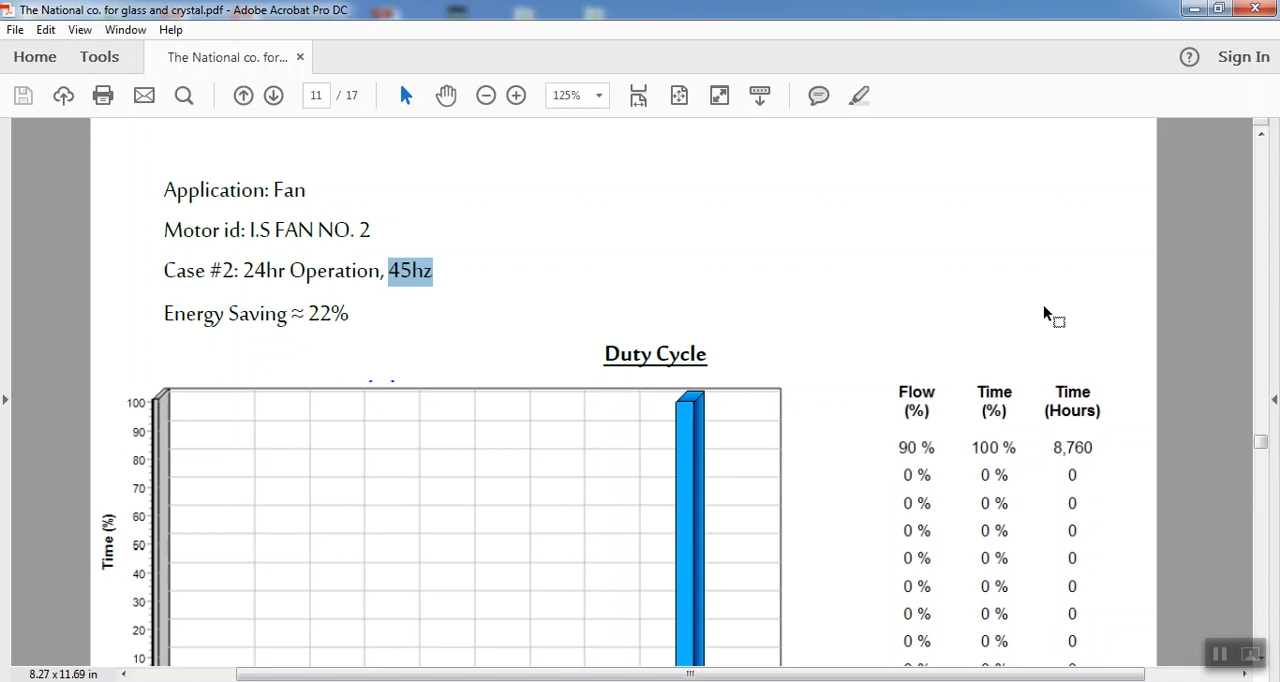 The National co. for glass and crystal.pdf - Adobe Acrobat Pro DC
File Edit View Window Help
Home Tools The National co. for... × ? Sign In
11 / 17 125%
Application: Fan
Motor id: I.S FAN NO. 2
Case #2: 24hr Operation, 45hz
Energy Saving ≈ 22%
Duty Cycle
Time (%)
100
90
80
70
60
50
40
30
20
10
Flow (%) Time (%) Time (Hours)
90 % 100 % 8,760
0 % 0 % 0
0 % 0 % 0
0 % 0 % 0
0 % 0 % 0
0 % 0 % 0
0 % 0 % 0
0 % 0 % 0
8.27 x 11.69 in